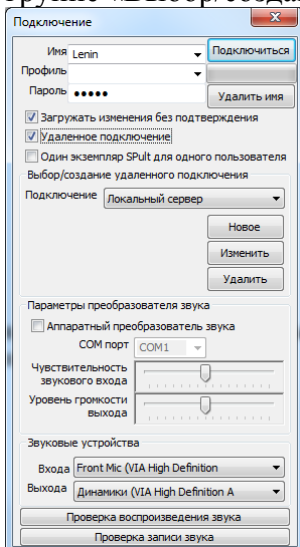 Подключение
Имя Lenin Подключиться
Профиль
Пароль ••••• Удалить имя
Загружать изменения без подтверждения
Удаленное подключение
Один экземпляр SPult для одного пользователя
Выбор/создание удаленного подключения
Подключение Локальный сервер
Новое
Изменить
Удалить
Параметры преобразователя звука
Аппаратный преобразователь звука
COM порт COM1
Чувствительность
звукового входа
Уровень громкости
выхода
Звуковые устройства
Входа Front Mic (VIA High Definition
Выхода Динамики (VIA High Definition A
Проверка воспроизведения звука
Проверка записи звука